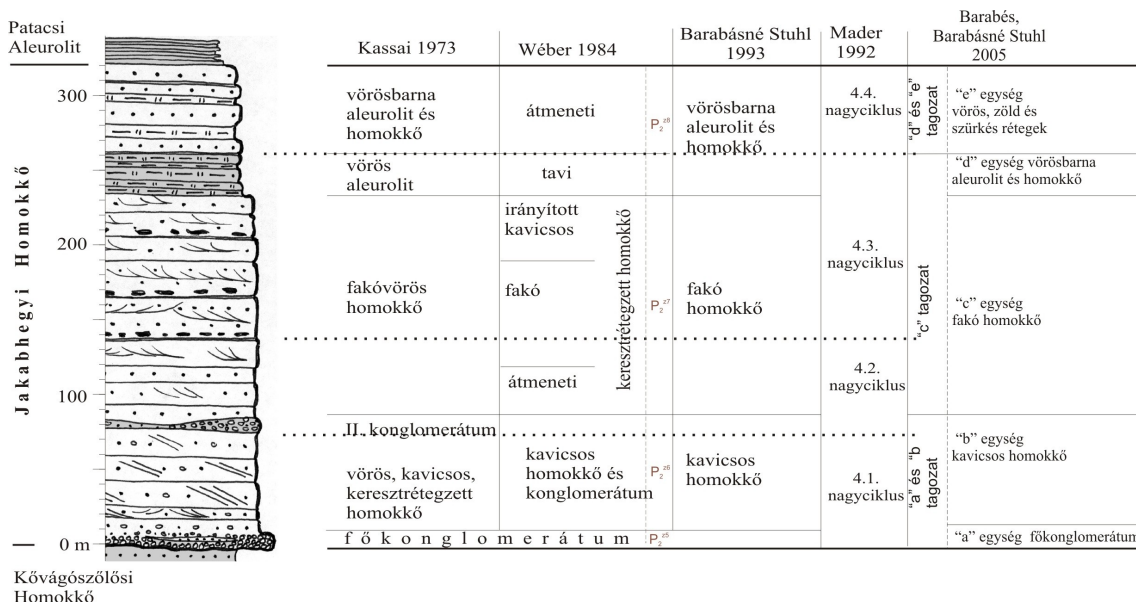 Patacsi
Aleurolit
Kővágószőlősi
Homokkő
Jakabhegyi Homokkő
300
200
100
0 m
Kassai 1973
Wéber 1984
Barabásné Stuhl
1993
Mader
1992
Barabés,
Barabásné Stuhl
2005
vörösbarna
aleurolit és
homokkő
átmeneti
P₂ᶻ⁸
vörösbarna
aleurolit és
homokkő
4.4.
nagyciklus
"d" és "e"
tagozat
"e" egység
vörös, zöld és
szürkés rétegek
vörös
aleurolit
tavi
"d" egység vörösbarna
aleurolit és homokkő
fakóvörös
homokkő
irányított
kavicsos
fakó
átmeneti
keresztrétegzett homokkő
P₂ᶻ⁷
fakó
homokkő
4.3.
nagyciklus
4.2.
nagyciklus
"c" tagozat
"c" egység
fakó homokkő
II. konglomerátum
vörös, kavicsos,
keresztrétegzett
homokkő
kavicsos
homokkő és
konglomerátum
P₂ᶻ⁶
kavicsos
homokkő
4.1.
nagyciklus
"a" és "b
tagozat
"b" egység
kavicsos homokkő
főkonglomerátum
P₂ᶻ⁵
"a" egység főkonglomerátum